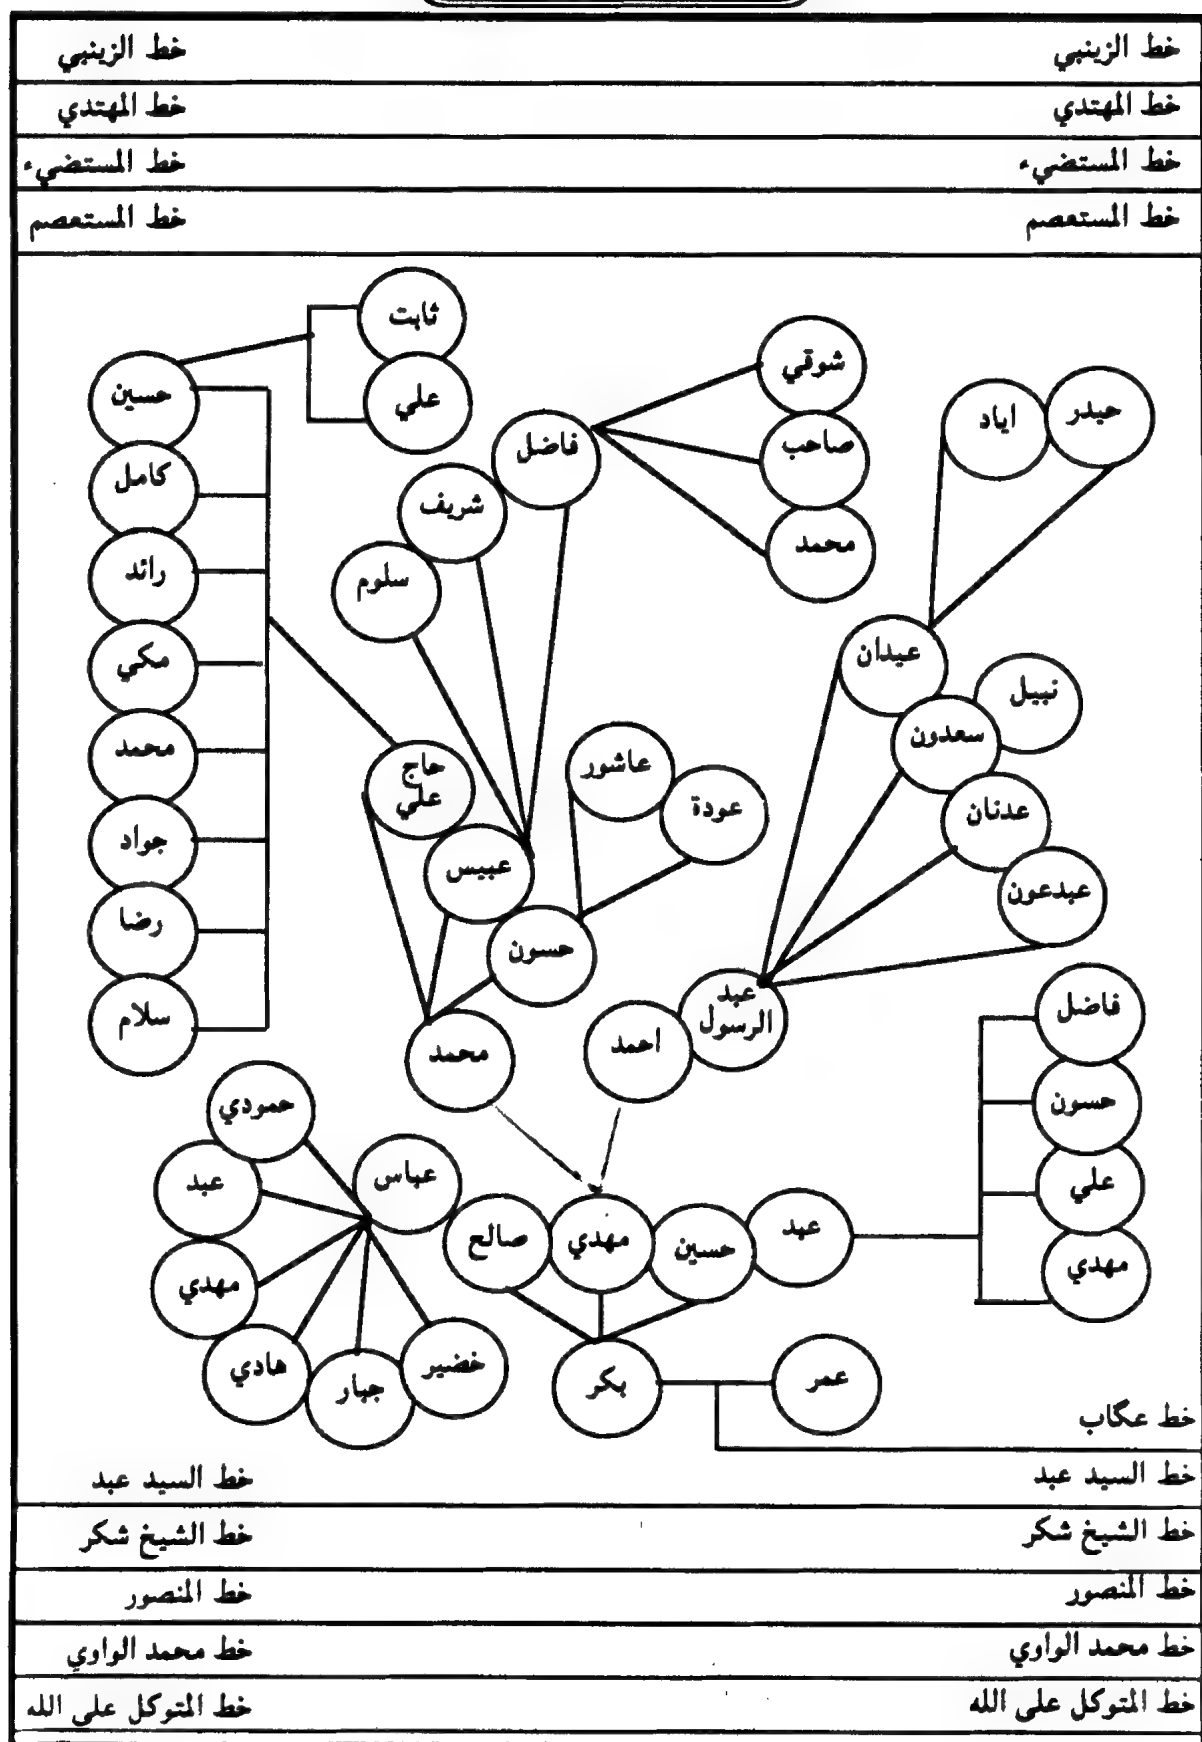 خط الزينبي خط الزينبي
خط المهتدي خط المهتدي
خط المستضيء خط المستضيء
خط المستعصم خط المستعصم
ثابت
علي
شوقي
صاحب
محمد
حيدر
اياد
حسين
كامل
رائد
مكي
محمد
جواد
رضا
سلام
فاضل
شريف
سلوم
عيدان
نبيل
سعدون
عدنان
عبدعون
حاج
علي
عبيس
حسون
عاشور
عودة
عبد
الرسول
احمد
محمد
فاضل
حسون
علي
مهدي
حمودي
عبد
مهدي
هادي
جبار
خضير
عباس
صالح
مهدي
حسين
عبد
بكر
عمر
خط عگاب
خط السيد عبد خط السيد عبد
خط الشيخ شكر خط الشيخ شكر
خط المنصور خط المنصور
خط محمد الواوي خط محمد الواوي
خط المتوكل على الله خط المتوكل على الله